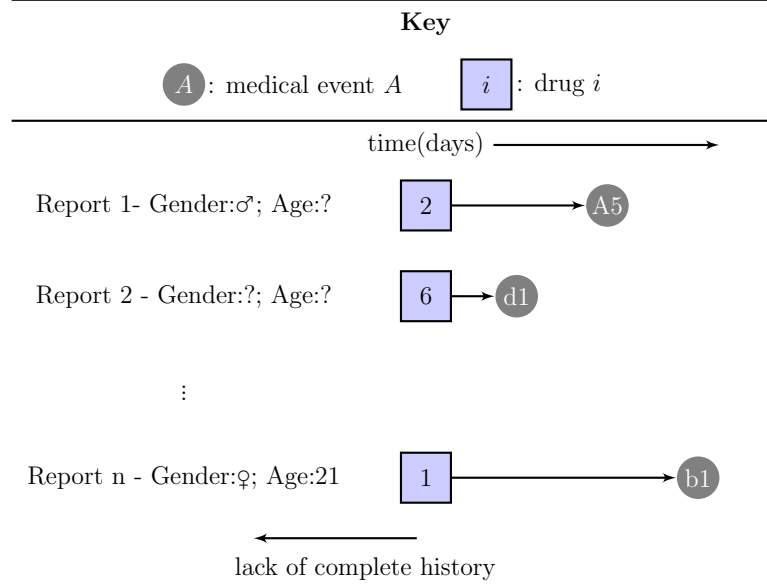 Key
A : medical event A i : drug i
time(days)
Report 1- Gender:♂; Age:? 2 A5
Report 2 - Gender:?; Age:? 6 d1
⋮
Report n - Gender:♀; Age:21 1 b1
lack of complete history